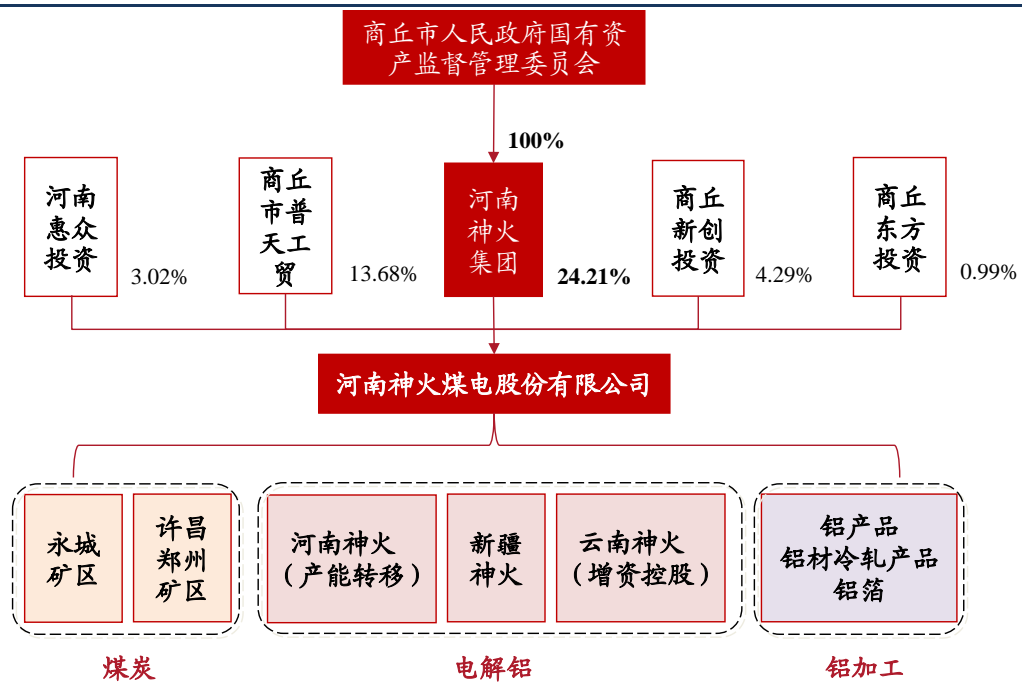 商丘市人民政府国有资
产监督管理委员会
100%
河南
惠众
投资
3.02%
商丘
市普
天工
贸
13.68%
河南
神火
集团
24.21%
商丘
新创
投资
4.29%
商丘
东方
投资
0.99%
河南神火煤电股份有限公司
永城
矿区
许昌
郑州
矿区
河南神火
（产能转移）
新疆
神火
云南神火
（增资控股）
铝产品
铝材冷轧产品
铝箔
煤炭
电解铝
铝加工